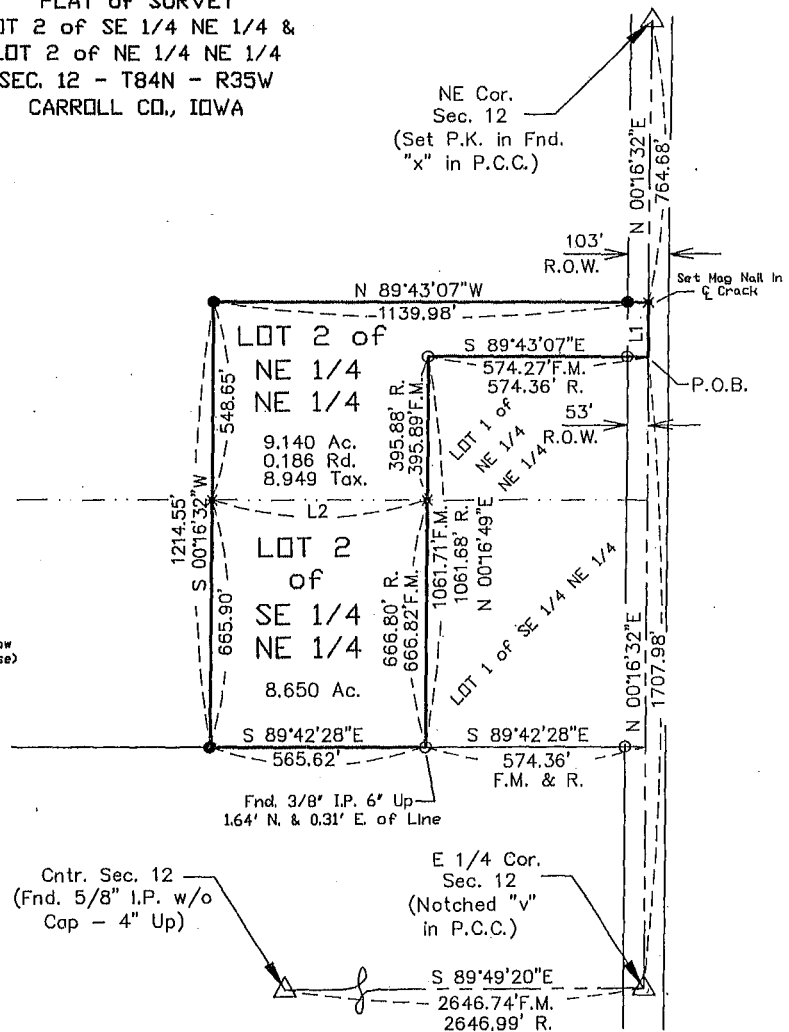 PLAT OF SURVEY
LOT 2 of SE 1/4 NE 1/4 &
LOT 2 of NE 1/4 NE 1/4
SEC. 12 - T84N - R35W
CARROLL CO., IOWA
NE Cor.
Sec. 12
(Set P.K. in Fnd.
"x" in P.C.C.)
N 00°16'32"E
764.68'
103'
R.O.W.
Set Mag Nail In
℄ Crack
N 89°43'07"W
1139.98'
L1
LOT 2 of
NE 1/4
NE 1/4
9.140 Ac.
0.186 Rd.
8.949 Tax.
548.65'
S 89°43'07"E
574.27'F.M.
574.36' R.
P.O.B.
53'
R.O.W.
395.88' R.
395.89'F.M.
LOT 1 of
NE 1/4
NE 1/4
1214.55'
S 00°16'32"W
L2
LOT 2
of
SE 1/4
NE 1/4
8.650 Ac.
665.90'
666.80' R.
666.82'F.M.
1061.71'F.M.
1061.68' R.
N 00°16'49"E
LOT 1 of SE 1/4 NE 1/4
N 00°16'32"E
1707.98'
S 89°42'28"E
565.62'
S 89°42'28"E
574.36'
F.M. & R.
Fnd. 3/8" I.P. 6" Up
1.64' N. & 0.31' E. of Line
Cntr. Sec. 12
(Fnd. 5/8" I.P. w/o
Cap - 4" Up)
E 1/4 Cor.
Sec. 12
(Notched "v"
in P.C.C.)
S 89°49'20"E
2646.74'F.M.
2646.99' R.